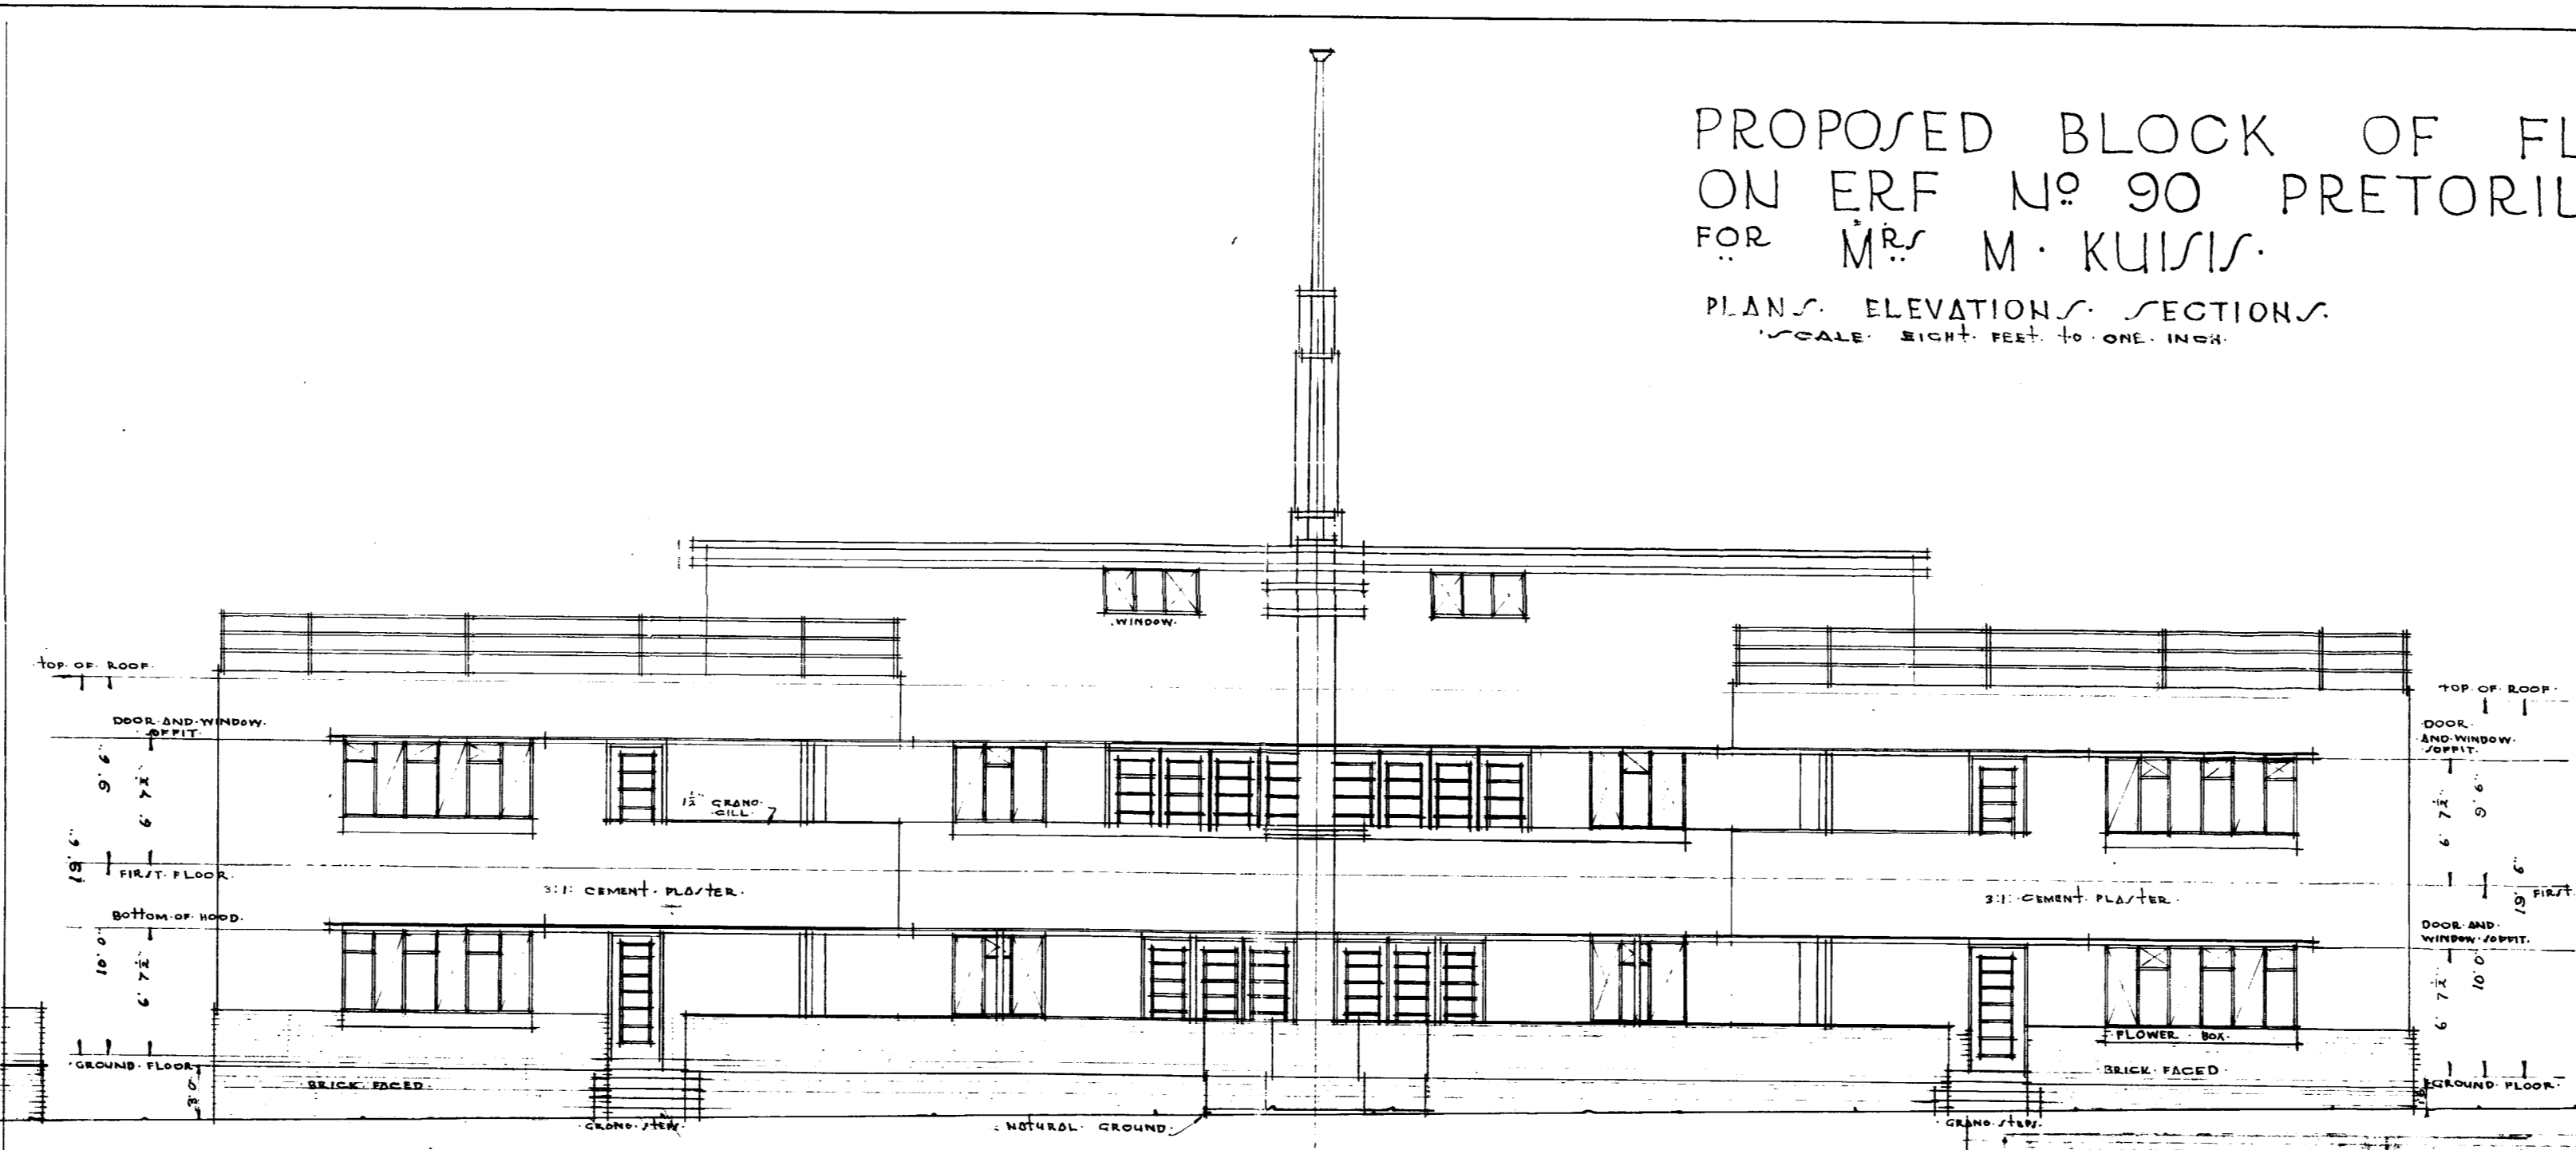 PROPOSED BLOCK OF FL
ON ERF No 90 PRETORIU
FOR MRS M. KUISIS.
PLANS. ELEVATIONS. SECTIONS.
SCALE. EIGHT. FEET. to. ONE. INCH.
.WINDOW.
TOP. OF. ROOF.
TOP. OF. ROOF.
DOOR. AND. WINDOW.
SOFFIT.
DOOR.
AND. WINDOW.
SOFFIT.
9'.6"
6' 7½"
19'.6"
1½" GRANO.
CILL.
6' 7½"
9'.6"
19'.6"
FIRST. FLOOR.
3:1: CEMENT. PLASTER.
3:1: CEMENT. PLASTER.
FIRST.
BOTTOM. OF. HOOD.
DOOR. AND.
WINDOW. SOFFIT.
10'.0"
6' 7½"
6' 7½"
10'.0"
.FLOWER. BOX.
.GROUND. FLOOR.
BRICK. FACED.
.BRICK. FACED.
GROUND. FLOOR.
3'.0"
.GRANO. STEPS.
.NATURAL. GROUND.
.GRANO. STEPS.